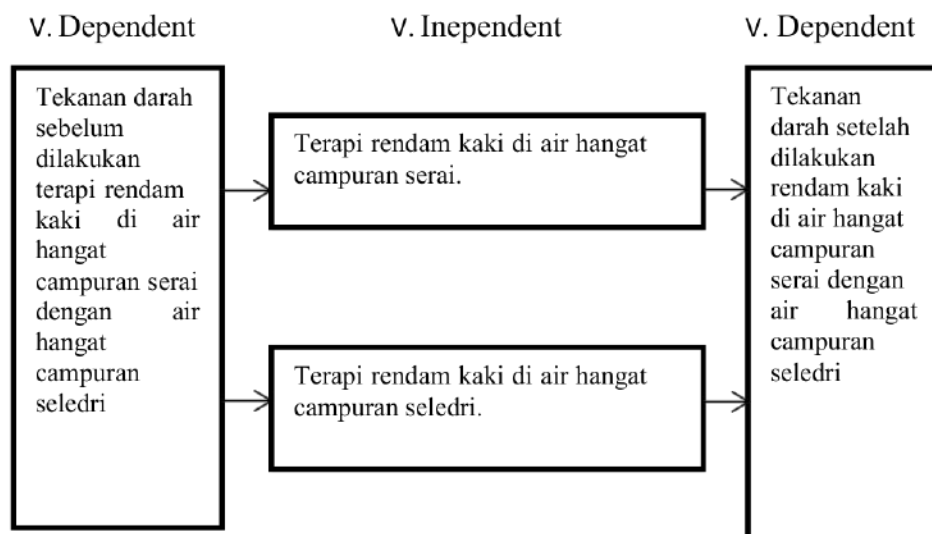 V. Dependent
V. Inependent
V. Dependent
Tekanan darah
sebelum
dilakukan
terapi rendam
kaki di air
hangat
campuran serai
dengan air
hangat
campuran
seledri
Terapi rendam kaki di air hangat
campuran serai.
Terapi rendam kaki di air hangat
campuran seledri.
Tekanan
darah setelah
dilakukan
rendam kaki
di air hangat
campuran
serai dengan
air hangat
campuran
seledri